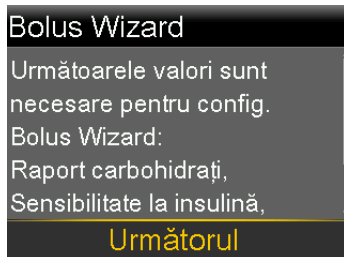 Bolus Wizard
Următoarele valori sunt
necesare pentru config.
Bolus Wizard:
Raport carbohidrați,
Sensibilitate la insulină,
Următorul